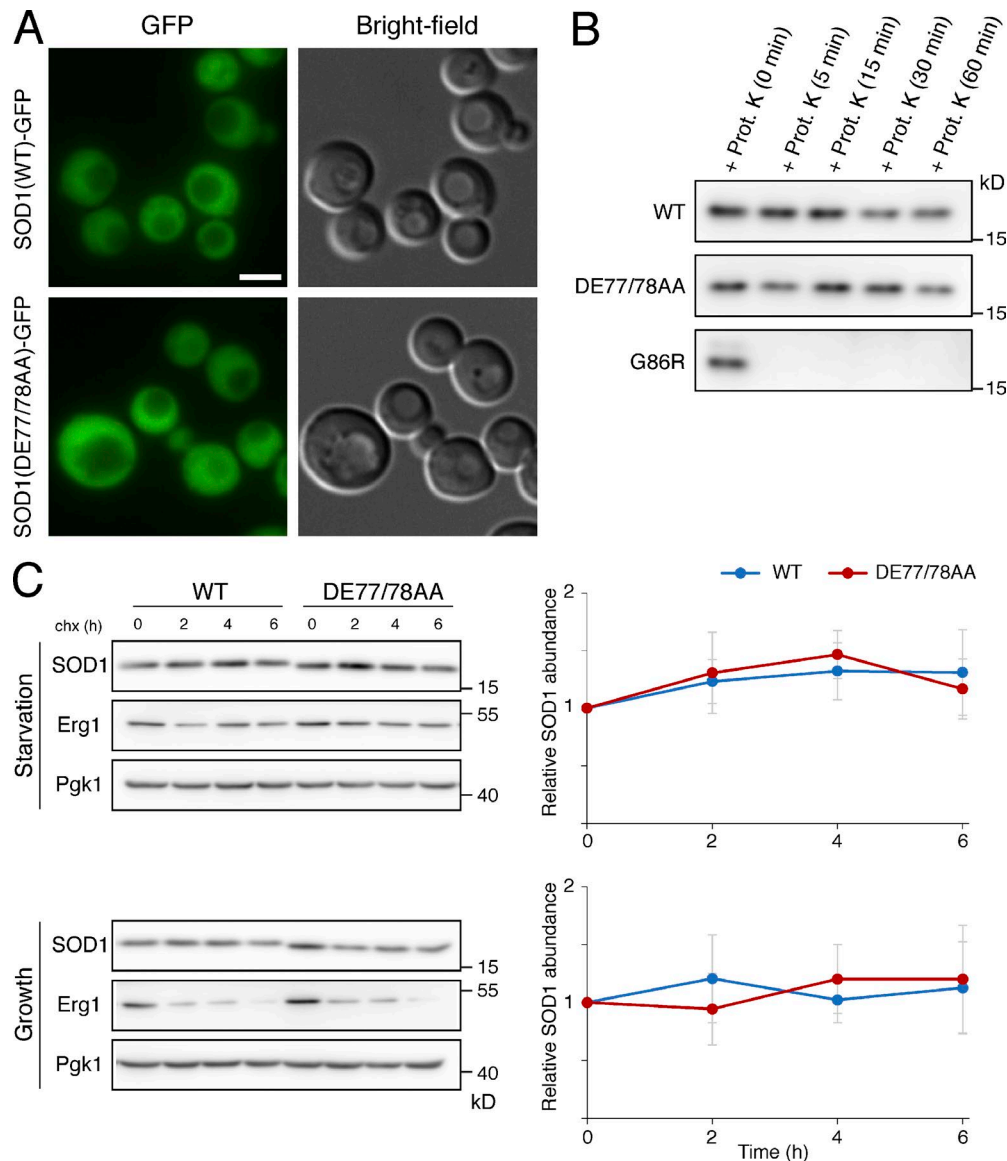 A
GFP
Bright-field
SOD1(WT)-GFP
SOD1(DE77/78AA)-GFP
B
+ Prot. K (0 min)
+ Prot. K (5 min)
+ Prot. K (15 min)
+ Prot. K (30 min)
+ Prot. K (60 min)
kD
WT
15
DE77/78AA
15
G86R
15
C
WT
DE77/78AA
chx (h)
0 2 4 6 0 2 4 6
Starvation
SOD1
15
Erg1
55
Pgk1
40
Growth
SOD1
15
Erg1
55
Pgk1
40
kD
WT
DE77/78AA
Relative SOD1 abundance
2
1
0 2 4 6
Relative SOD1 abundance
2
1
0 2 4 6
Time (h)